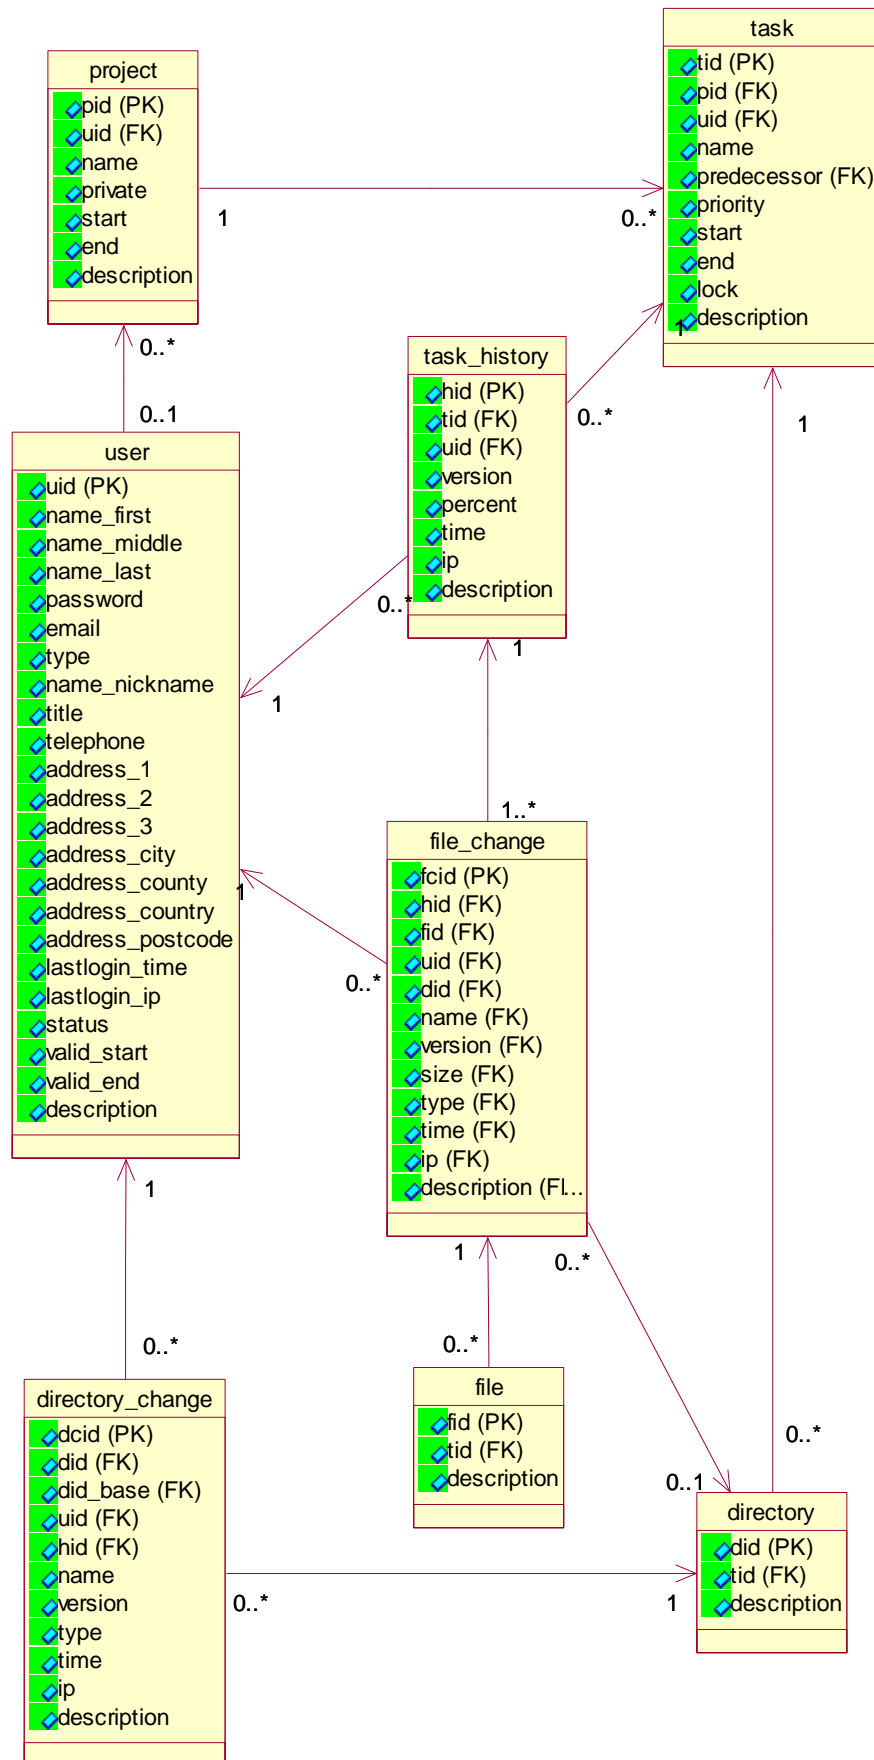 task
tid (PK)
pid (FK)
uid (FK)
name
predecessor (FK)
priority
start
end
lock
description
project
pid (PK)
uid (FK)
name
private
start
end
description
1
0..*
1
0..*
0..1
task_history
hid (PK)
tid (FK)
uid (FK)
version
percent
time
ip
description
0..*
1
user
uid (PK)
name_first
name_middle
name_last
password
email
type
name_nickname
title
telephone
address_1
address_2
address_3
address_city
address_county
address_country
address_postcode
lastlogin_time
lastlogin_ip
status
valid_start
valid_end
description
0..*
1
1
1..*
file_change
fcid (PK)
hid (FK)
fid (FK)
uid (FK)
did (FK)
name (FK)
version (FK)
size (FK)
type (FK)
time (FK)
ip (FK)
description (FI...
1
0..*
1
1
0..*
0..*
0..*
directory_change
dcid (PK)
did (FK)
did_base (FK)
uid (FK)
hid (FK)
name
version
type
time
ip
description
file
fid (PK)
tid (FK)
description
0..*
0..1
directory
did (PK)
tid (FK)
description
0..*
1